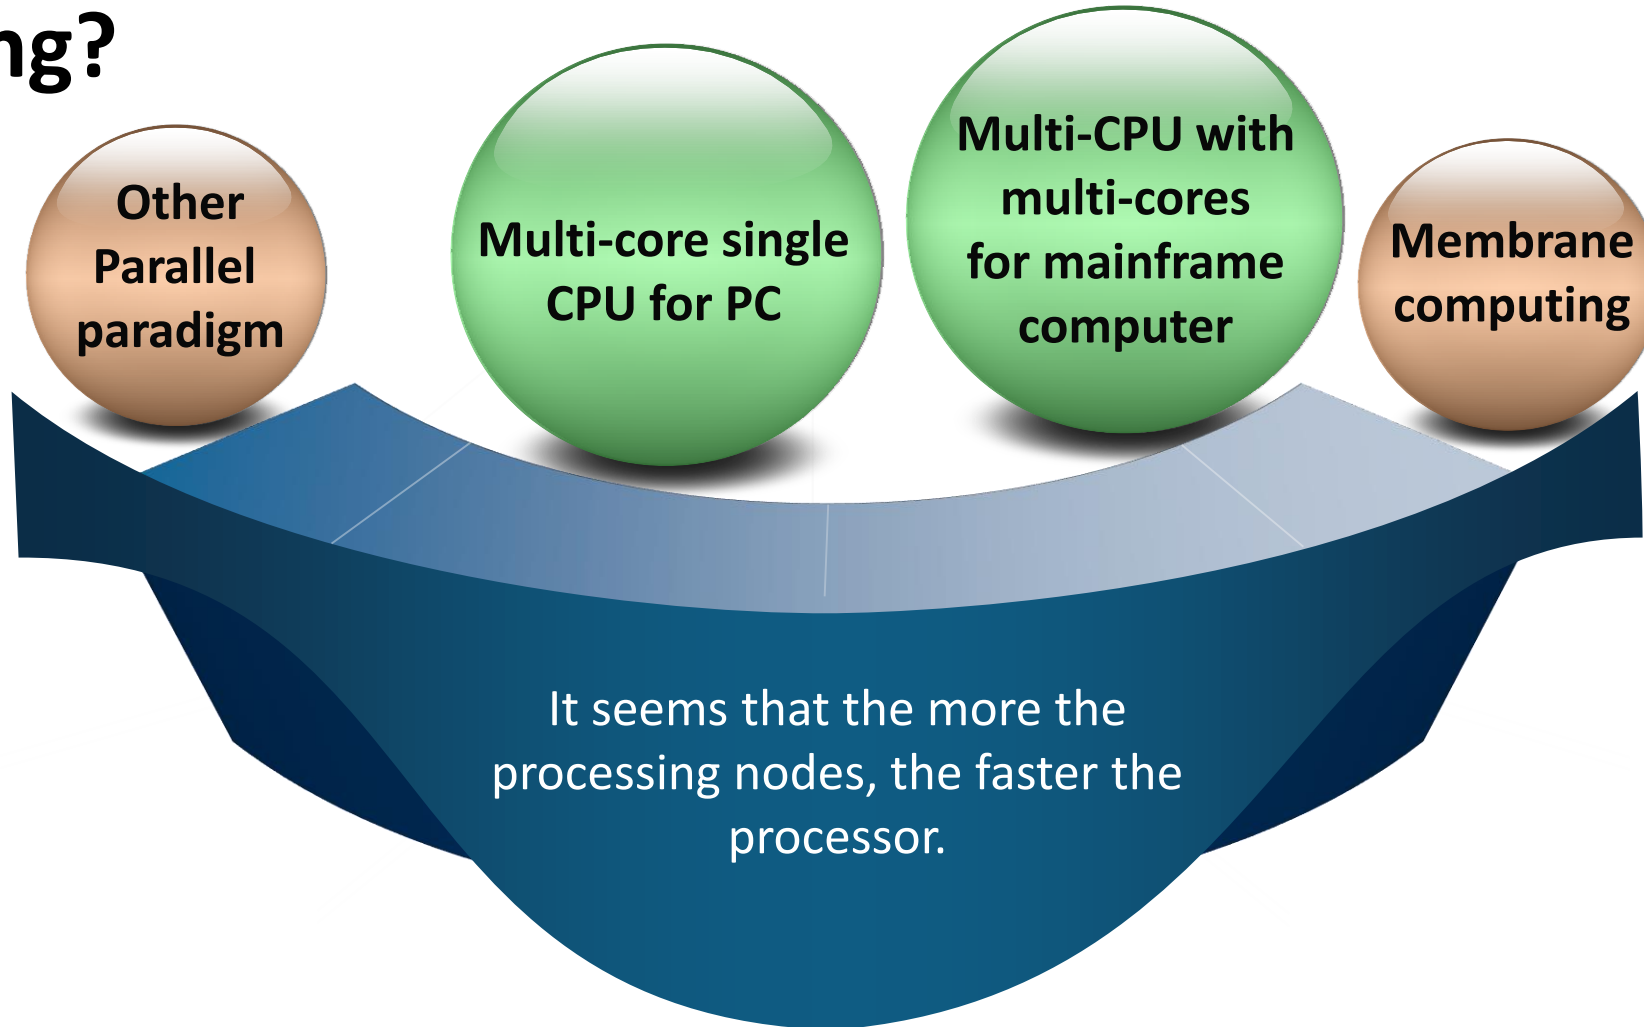 ng?
Other
Parallel
paradigm
Multi-core single
CPU for PC
Multi-CPU with
multi-cores
for mainframe
computer
Membrane
computing
It seems that the more the
processing nodes, the faster the
processor.